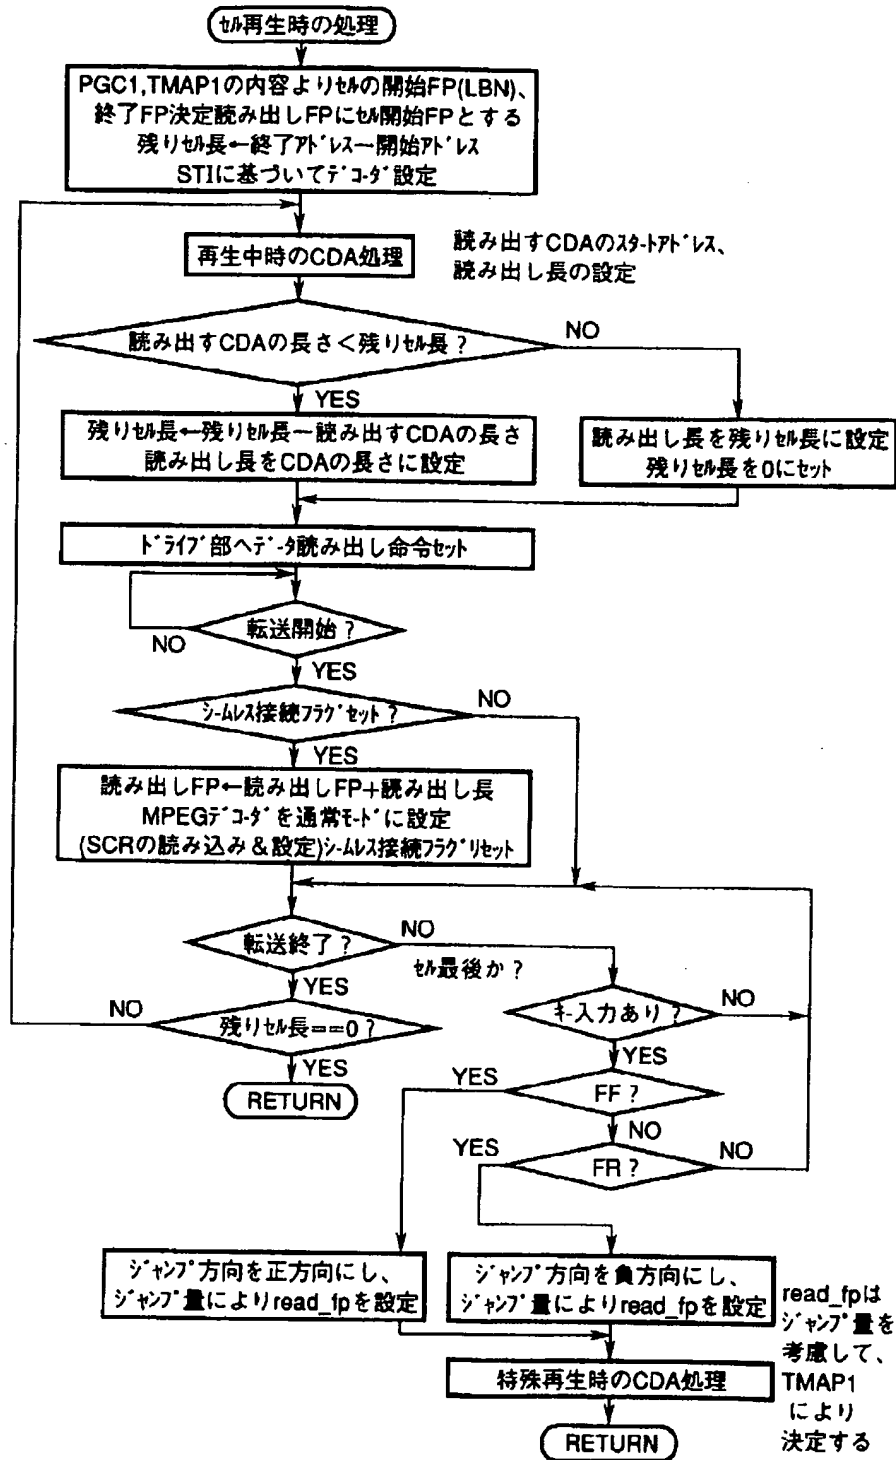 ｾﾙ再生時の処理
PGC1,TMAP1の内容よりｾﾙの開始FP(LBN)、
終了FP決定読み出しFPにｾﾙ開始FPとする
残りｾﾙ長←終了ｱﾄﾞﾚｽー開始ｱﾄﾞﾚｽ
STIに基づいてﾃﾞｺｰﾀﾞ設定
再生中時のCDA処理
読み出すCDAのｽﾀｰﾄｱﾄﾞﾚｽ、
読み出し長の設定
読み出すCDAの長さ＜残りｾﾙ長？
NO
YES
残りｾﾙ長←残りｾﾙ長ー読み出すCDAの長さ
読み出し長をCDAの長さに設定
読み出し長を残りｾﾙ長に設定
残りｾﾙ長を0にｾｯﾄ
ﾄﾞﾗｲﾌﾞ部へﾃﾞｰﾀ読み出し命令ｾｯﾄ
転送開始？
NO
YES
ｼｰﾑﾚｽ接続ﾌﾗｸﾞｾｯﾄ？
NO
YES
読み出しFP←読み出しFP+読み出し長
MPEGﾃﾞｺｰﾀﾞを通常ﾓｰﾄﾞに設定
(SCRの読み込み＆設定)ｼｰﾑﾚｽ接続ﾌﾗｸﾞﾘｾｯﾄ
転送終了？
NO
ｾﾙ最後か？
YES
NO
残りｾﾙ長==0？
YES
RETURN
ｷｰ入力あり？
NO
YES
YES
FF？
NO
YES
FR？
NO
ｼﾞｬﾝﾌﾟ方向を正方向にし、
ｼﾞｬﾝﾌﾟ量によりread_fpを設定
ｼﾞｬﾝﾌﾟ方向を負方向にし、
ｼﾞｬﾝﾌﾟ量によりread_fpを設定
read_fpは
ｼﾞｬﾝﾌﾟ量を
考慮して、
TMAP1
により
決定する
特殊再生時のCDA処理
RETURN